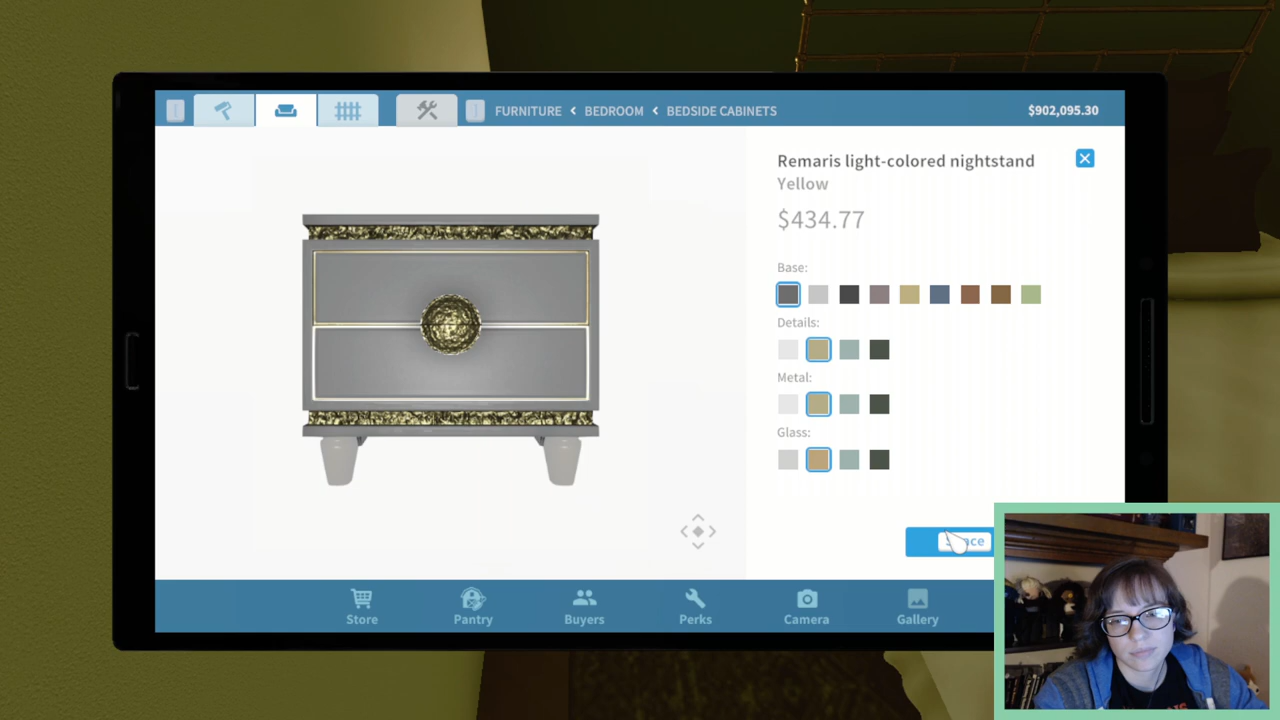 FURNITURE < BEDROOM < BEDSIDE CABINETS
$902,095.30
Remaris light-colored nightstand
Yellow
$434.77
Base:
Details:
Metal:
Glass:
Store
Pantry
Buyers
Perks
Camera
Gallery